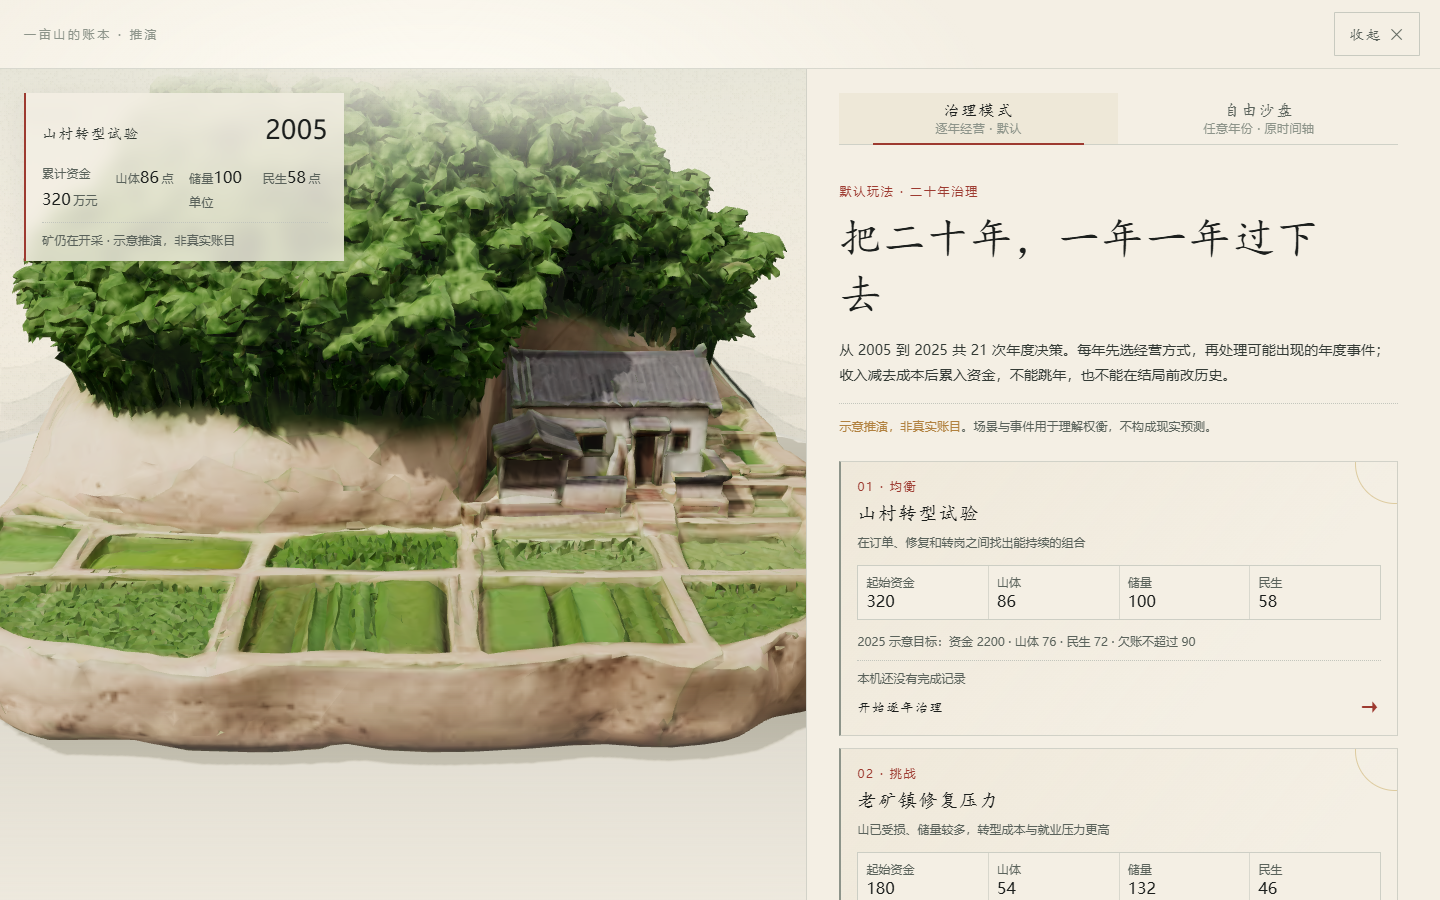 一亩山的账本 · 推演
收起 ×
山村转型试验 2005
累计资金 320万元
山体86点
储量100单位
民生58点
矿仍在开采 · 示意推演，非真实账目
治理模式
逐年经营 · 默认
自由沙盘
任意年份 · 原时间轴
默认玩法 · 二十年治理
把二十年，一年一年过下
去
从 2005 到 2025 共 21 次年度决策。每年先选经营方式，再处理可能出现的年度事件；
收入减去成本后累入资金，不能跳年，也不能在结局前改历史。
示意推演，非真实账目。场景与事件用于理解权衡，不构成现实预测。
01 · 均衡
山村转型试验
在订单、修复和转岗之间找出能持续的组合
起始资金 山体 储量 民生
320 86 100 58
2025 示意目标：资金 2200 · 山体 76 · 民生 72 · 欠账不超过 90
本机还没有完成记录
开始逐年治理 →
02 · 挑战
老矿镇修复压力
山已受损、储量较多，转型成本与就业压力更高
起始资金 山体 储量 民生
180 54 132 46